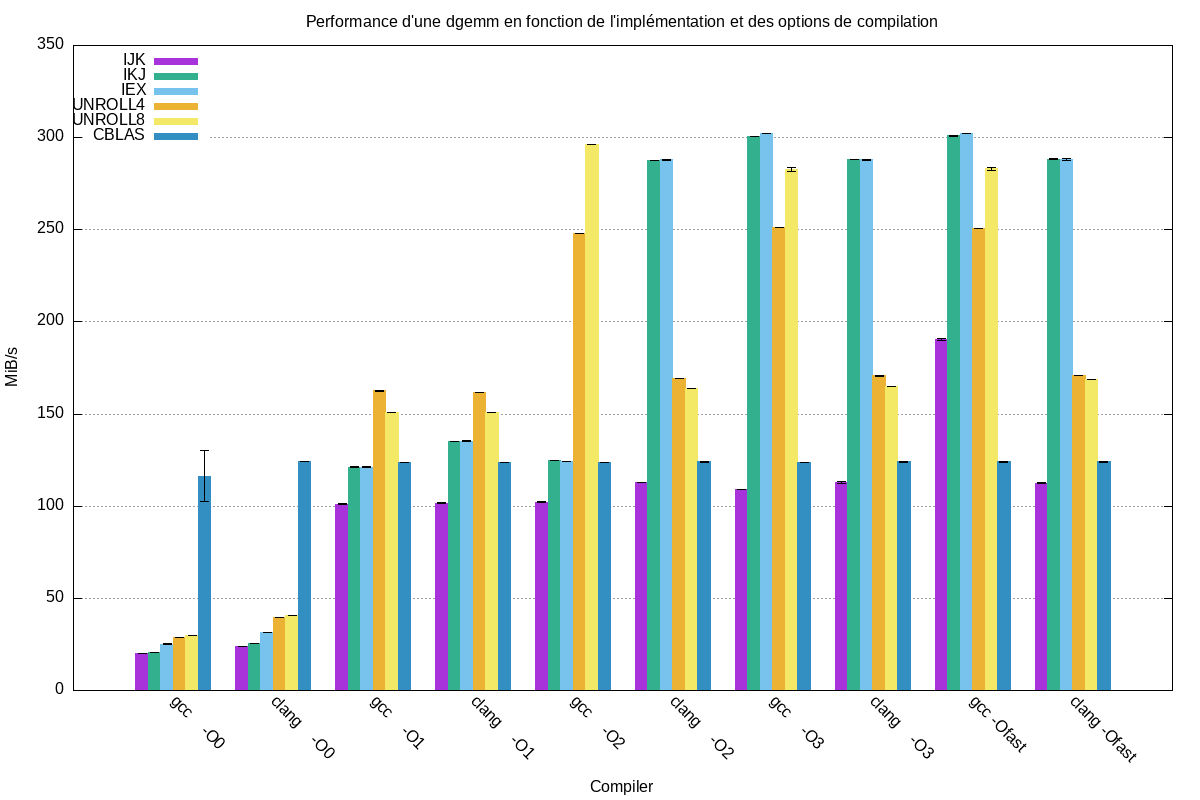 Performance d'une dgemm en fonction de l'implémentation et des options de compilation
350
300
250
200
150
100
50
0
MiB/s
IJK
IKJ
IEX
UNROLL4
UNROLL8
CBLAS
gcc -O0
clang -O0
gcc -O1
clang -O1
gcc -O2
clang -O2
gcc -O3
clang -O3
gcc -Ofast
clang -Ofast
Compiler